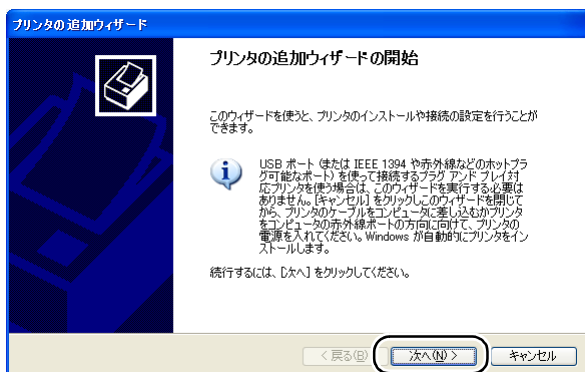 プリンタの追加ウィザード
プリンタの追加ウィザードの開始
このウィザードを使うと、プリンタのインストールや接続の設定を行うことが
できます。
USB ポート (または IEEE 1394 や赤外線などのホットプラ
グ可能なポート) を使って接続するプラグ アンド プレイ対
応プリンタを使う場合は、このウィザードを実行する必要は
ありません。[キャンセル] をクリックしこのウィザードを閉じて
から、プリンタのケーブルをコンピュータに差し込むかプリンタ
をコンピュータの赤外線ポートの方向に向けて、プリンタの
電源を入れてください。Windows が自動的にプリンタをイン
ストールします。
続行するには、[次へ] をクリックしてください。
< 戻る(B)
次へ(N) >
キャンセル